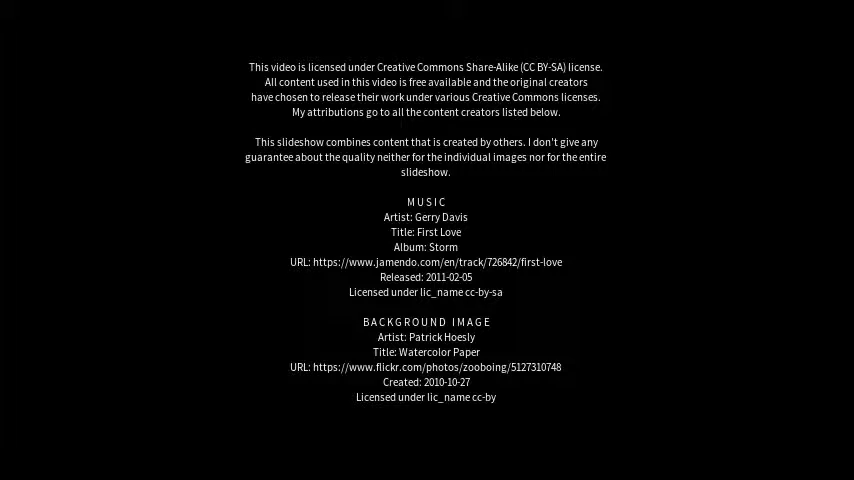 This video is licensed under Creative Commons Share-Alike (CC BY-SA) license.
All content used in this video is free available and the original creators
have chosen to release their work under various Creative Commons licenses.
My attributions go to all the content creators listed below.
This slideshow combines content that is created by others. I don't give any
guarantee about the quality neither for the individual images nor for the entire
slideshow.
MUSIC
Artist: Gerry Davis
Title: First Love
Album: Storm
URL: https://www.jamendo.com/en/track/726842/first-love
Released: 2011-02-05
Licensed under lic_name cc-by-sa
BACKGROUND IMAGE
Artist: Patrick Hoesly
Title: Watercolor Paper
URL: https://www.flickr.com/photos/zooboing/5127310748
Created: 2010-10-27
Licensed under lic_name cc-by